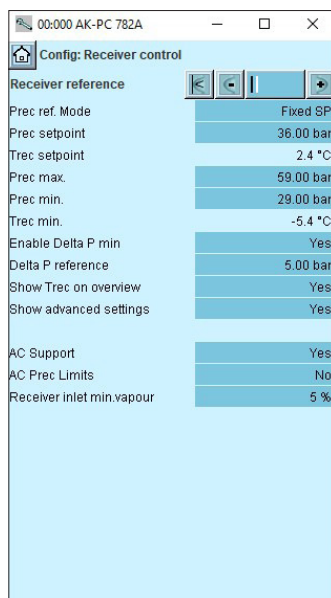 00:000 AK-PC 782A
Config: Receiver control
Receiver reference
Prec ref. Mode Fixed SP
Prec setpoint 36.00 bar
Trec setpoint 2.4 °C
Prec max. 59.00 bar
Prec min. 29.00 bar
Trec min. -5.4 °C
Enable Delta P min Yes
Delta P reference 5.00 bar
Show Trec on overview Yes
Show advanced settings Yes
AC Support Yes
AC Prec Limits No
Receiver inlet min.vapour 5 %